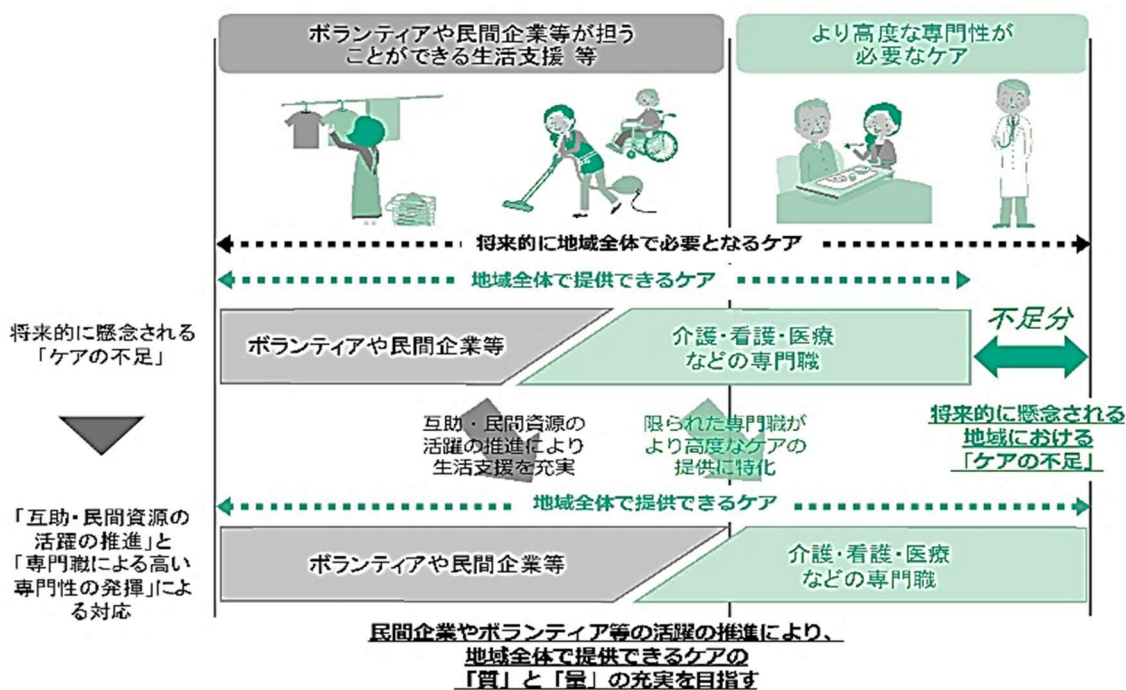 ボランティアや民間企業等が担う
ことができる生活支援 等
より高度な専門性が
必要なケア
将来的に地域全体で必要となるケア
地域全体で提供できるケア
将来的に懸念される
「ケアの不足」
ボランティアや民間企業等
介護・看護・医療
などの専門職
不足分
互助・民間資源の
活躍の推進により
生活支援を充実
限られた専門職が
より高度なケアの
提供に特化
将来的に懸念される
地域における
「ケアの不足」
地域全体で提供できるケア
「互助・民間資源の
活躍の推進」と
「専門職による高い
専門性の発揮」によ
る対応
ボランティアや民間企業等
介護・看護・医療
などの専門職
民間企業やボランティア等の活躍の推進により、
地域全体で提供できるケアの
「質」と「量」の充実を目指す